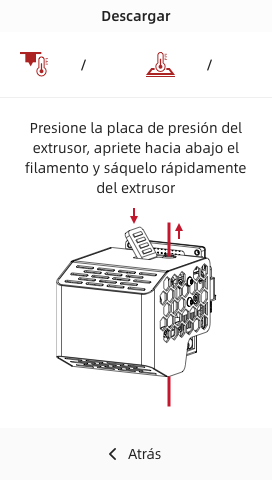 Descargar
/ /
Presione la placa de presión del
extrusor, apriete hacia abajo el
filamento y sáquelo rápidamente
del extrusor
Atrás